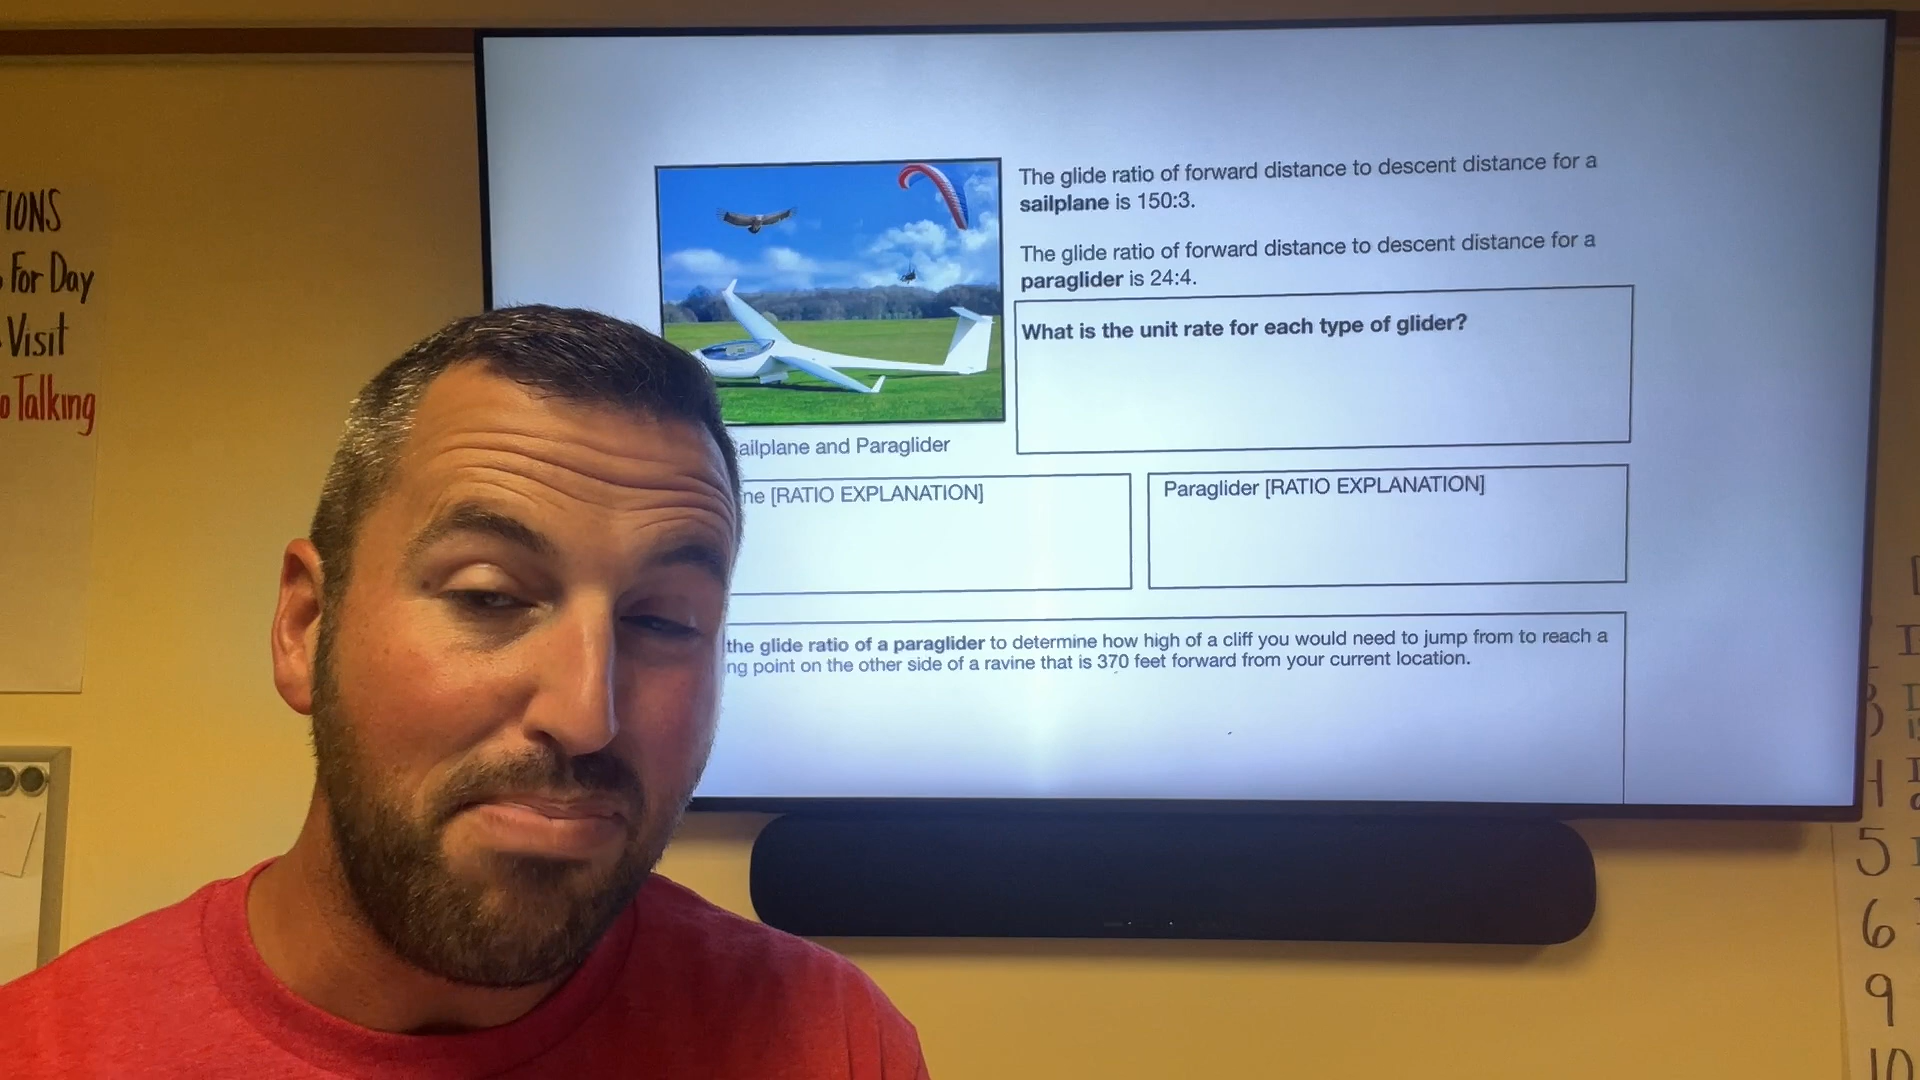 IONS
For Day
Visit
Talking
The glide ratio of forward distance to descent distance for a
sailplane is 150:3.
The glide ratio of forward distance to descent distance for a
paraglider is 24:4.
What is the unit rate for each type of glider?
ailplane and Paraglider
ne [RATIO EXPLANATION]
Paraglider [RATIO EXPLANATION]
the glide ratio of a paraglider to determine how high of a cliff you would need to jump from to reach a
ng point on the other side of a ravine that is 370 feet forward from your current location.
4
5
6
9
10